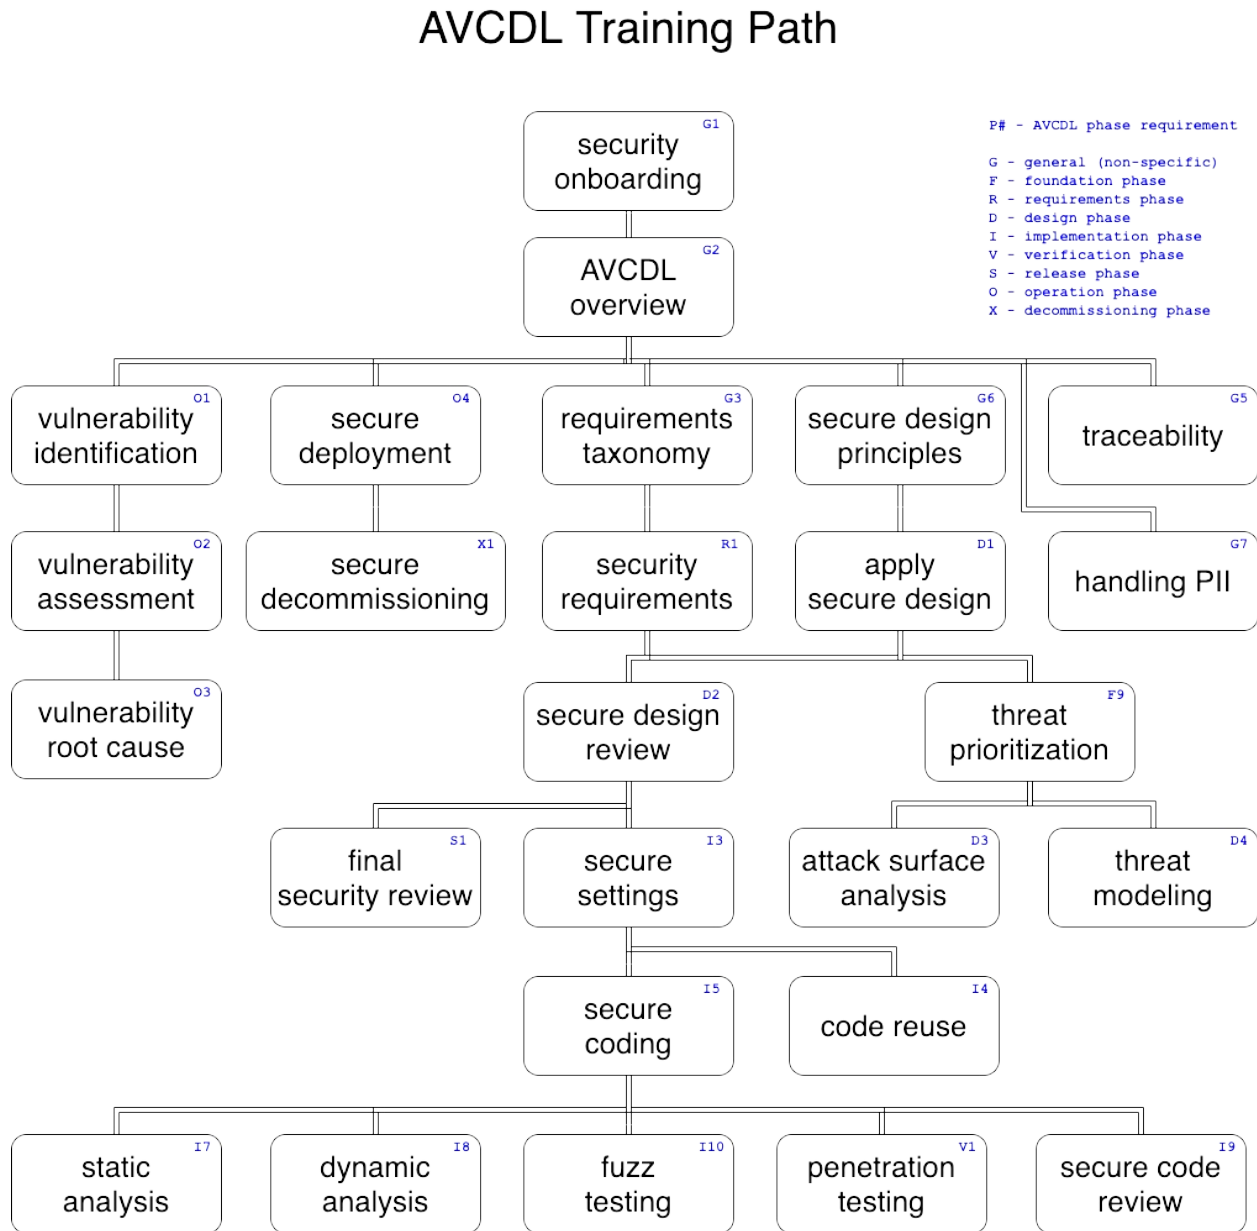 AVCDL Training Path
P# - AVCDL phase requirement
G - general (non-specific)
F - foundation phase
R - requirements phase
D - design phase
I - implementation phase
V - verification phase
S - release phase
O - operation phase
X - decommissioning phase
G1
security
onboarding
G2
AVCDL
overview
O1
vulnerability
identification
O4
secure
deployment
G3
requirements
taxonomy
G6
secure design
principles
G5
traceability
O2
vulnerability
assessment
X1
secure
decommissioning
R1
security
requirements
D1
apply
secure design
G7
handling PII
O3
vulnerability
root cause
D2
secure design
review
F9
threat
prioritization
S1
final
security review
I3
secure
settings
D3
attack surface
analysis
D4
threat
modeling
I5
secure
coding
I4
code reuse
I7
static
analysis
I8
dynamic
analysis
I10
fuzz
testing
V1
penetration
testing
I9
secure code
review